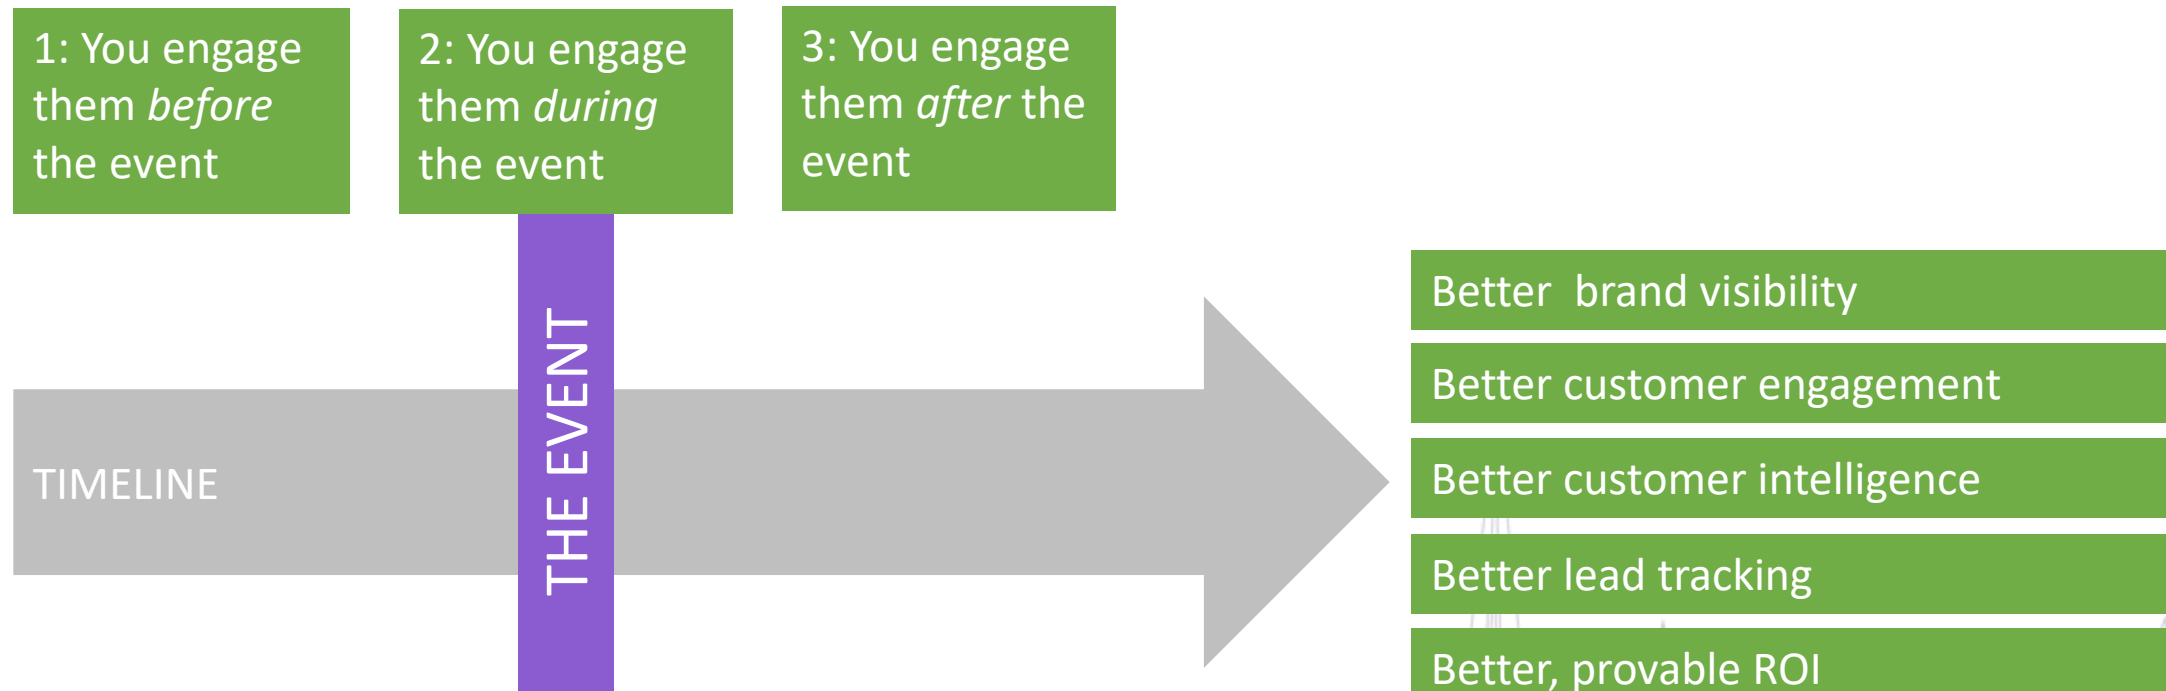 1: You engage
them before
the event
2: You engage
them during
the event
3: You engage
them after the
event
THE EVENT
TIMELINE
Better  brand visibility
Better customer engagement
Better customer intelligence
Better lead tracking
Better, provable ROI